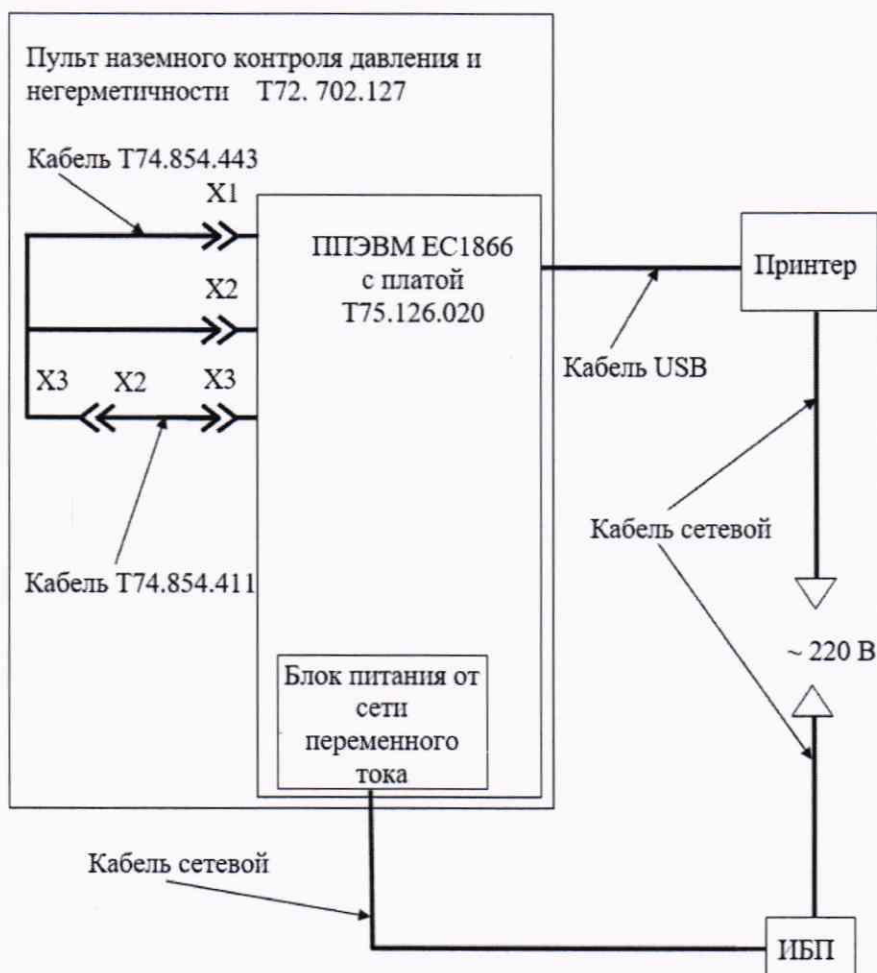 Пульт наземного контроля давления и
негерметичности Т72. 702.127
Кабель Т74.854.443
X1
ППЭВМ ЕС1866
с платой
Т75.126.020
Принтер
X2
Кабель USB
X3
X2
X3
Кабель сетевой
Кабель Т74.854.411
~ 220 В
Блок питания от
сети
переменного
тока
Кабель сетевой
ИБП